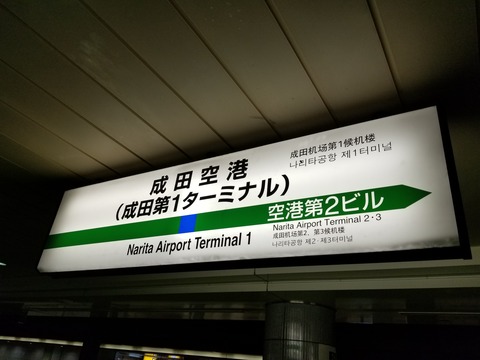 成田空港
(成田第1ターミナル)
Narita Airport Terminal 1
成田机场第1候机楼
나리타공항 제1터미널
空港第2ビル
Narita Airport Terminal 2・3
成田机场第2、第3候机楼
나리타공항 제2·제3터미널